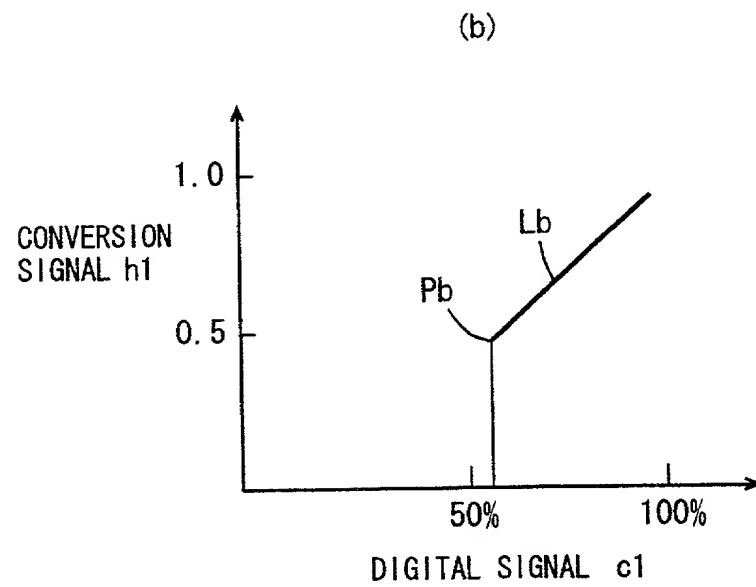 (b)
1.0
CONVERSION
SIGNAL h1
Lb
Pb
0.5
50%
100%
DIGITAL SIGNAL c1